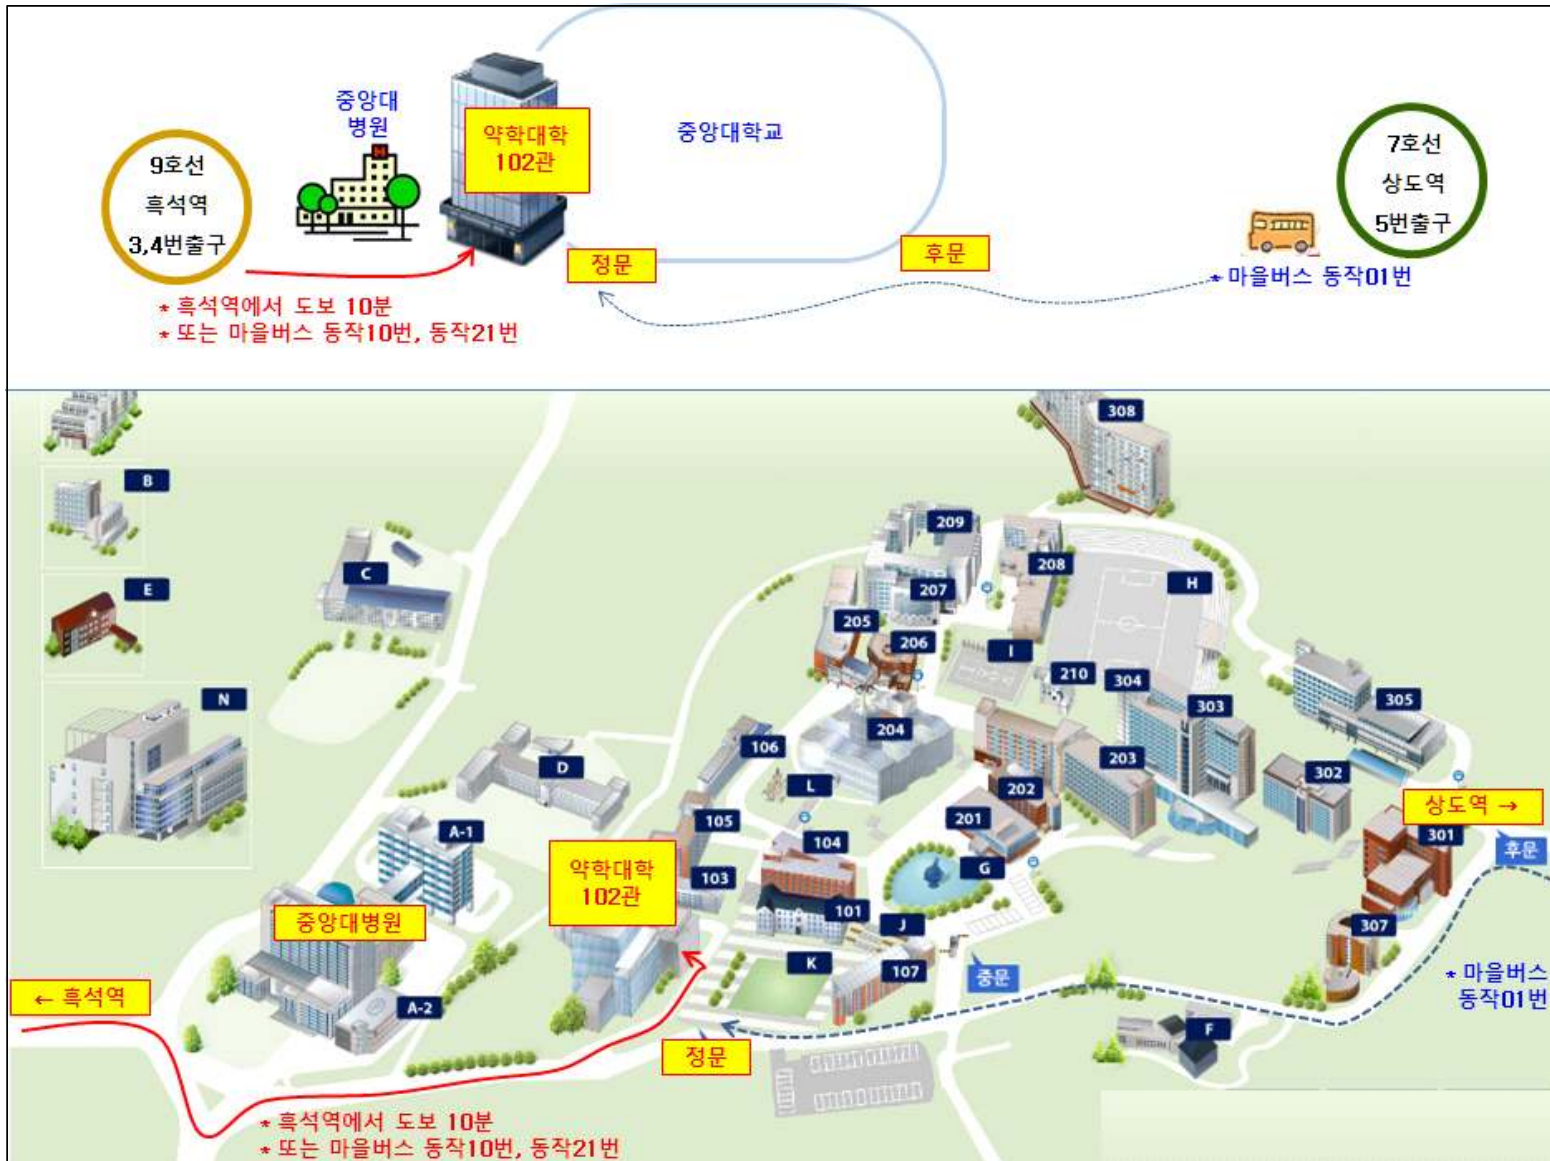 중앙대
병원
약학대학
102관
중앙대학교
9호선
흑석역
3,4번출구
7호선
상도역
5번출구
정문
후문
* 마을버스 동작01번
* 흑석역에서 도보 10분
* 또는 마을버스 동작10번, 동작21번
308
B
209
C
208
H
E
207
205
206
I
210
304
N
303
305
204
106
203
D
302
L
202
상도역 →
A-1
105
201
104
301
약학대학
102관
G
후문
103
중앙대병원
101
J
307
K
107
중문
* 마을버스
동작01번
← 흑석역
A-2
F
정문
* 흑석역에서 도보 10분
* 또는 마을버스 동작10번, 동작21번